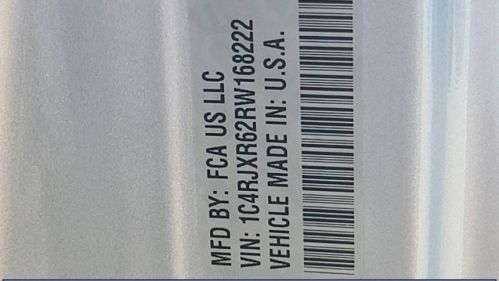 MFD BY: FCA US LLC
VIN: 1C4RJXR62RW168222
VEHICLE MADE IN: U.S.A.